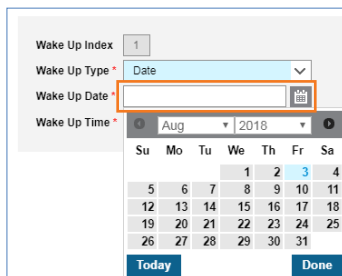 Wake Up Index 1
Wake Up Type * Date
Wake Up Date *
Wake Up Time *
Aug 2018
Su Mo Tu We Th Fr Sa
1 2 3 4
5 6 7 8 9 10 11
12 13 14 15 16 17 18
19 20 21 22 23 24 25
26 27 28 29 30 31
Today Done